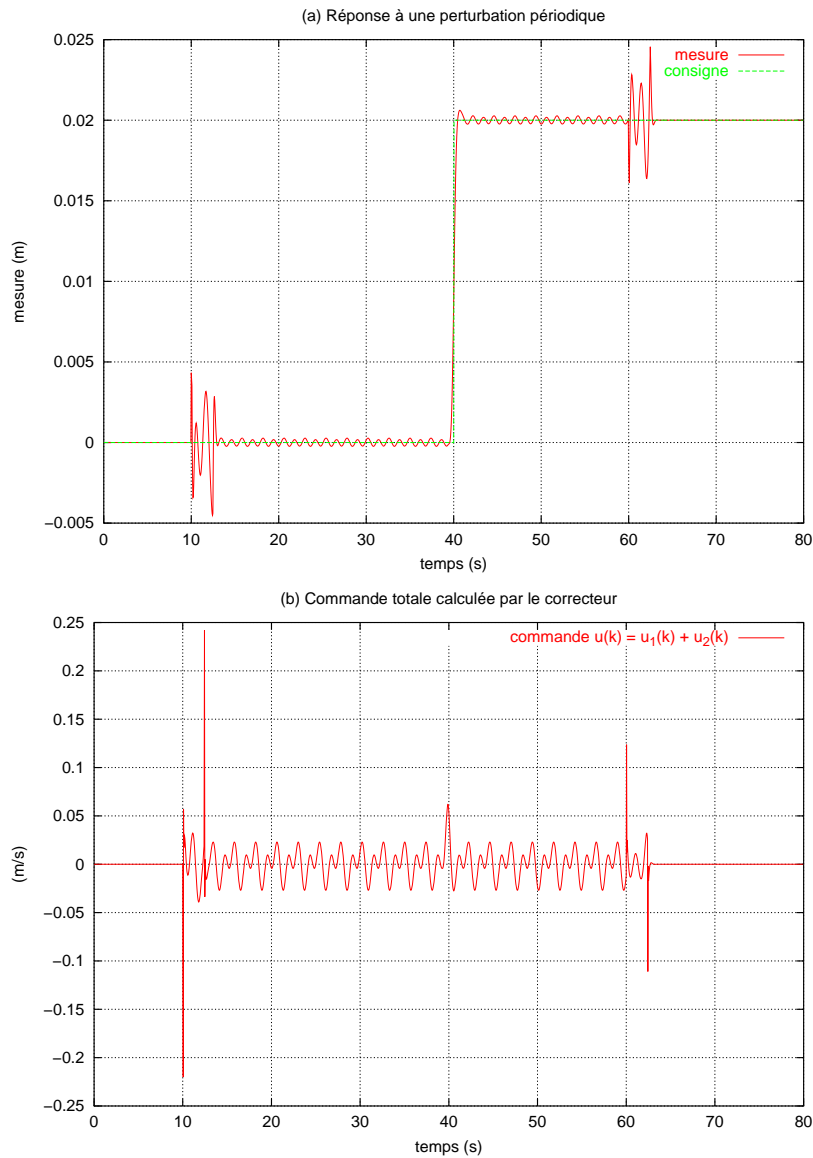 (a) Réponse à une perturbation périodique
0.025
mesure
consigne
0.02
0.015
mesure (m)
0.01
0.005
0
−0.005
0 10 20 30 40 50 60 70 80
temps (s)
(b) Commande totale calculée par le correcteur
0.25
commande u(k) = u_1(k) + u_2(k)
0.2
0.15
0.1
0.05
(m/s)
0
−0.05
−0.1
−0.15
−0.2
−0.25
0 10 20 30 40 50 60 70 80
temps (s)